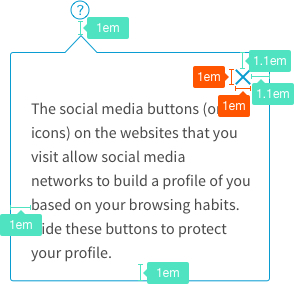 ?
1em
1.1em
1em
1.1em
1em
The social media buttons (or
icons) on the websites that you
visit allow social media
networks to build a profile of you
based on your browsing habits.
1em
ide these buttons to protect
your profile.
1em